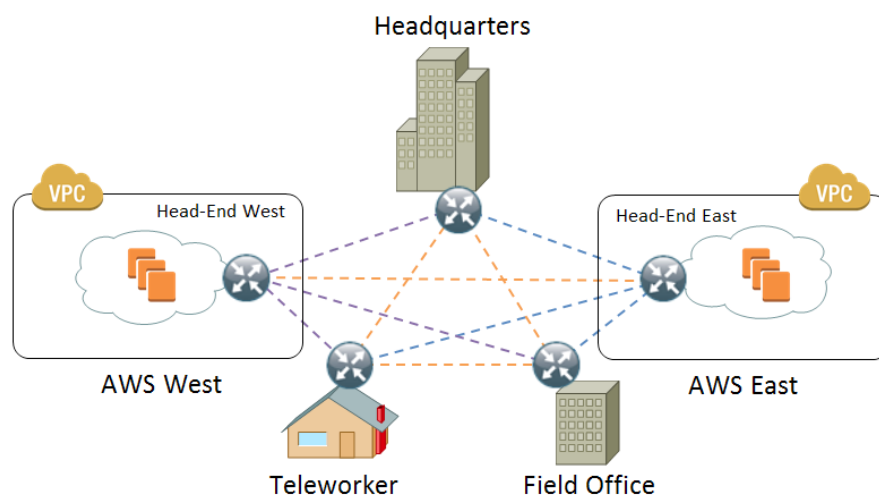 Headquarters
VPC
VPC
Head-End West
Head-End East
AWS West
AWS East
Teleworker
Field Office